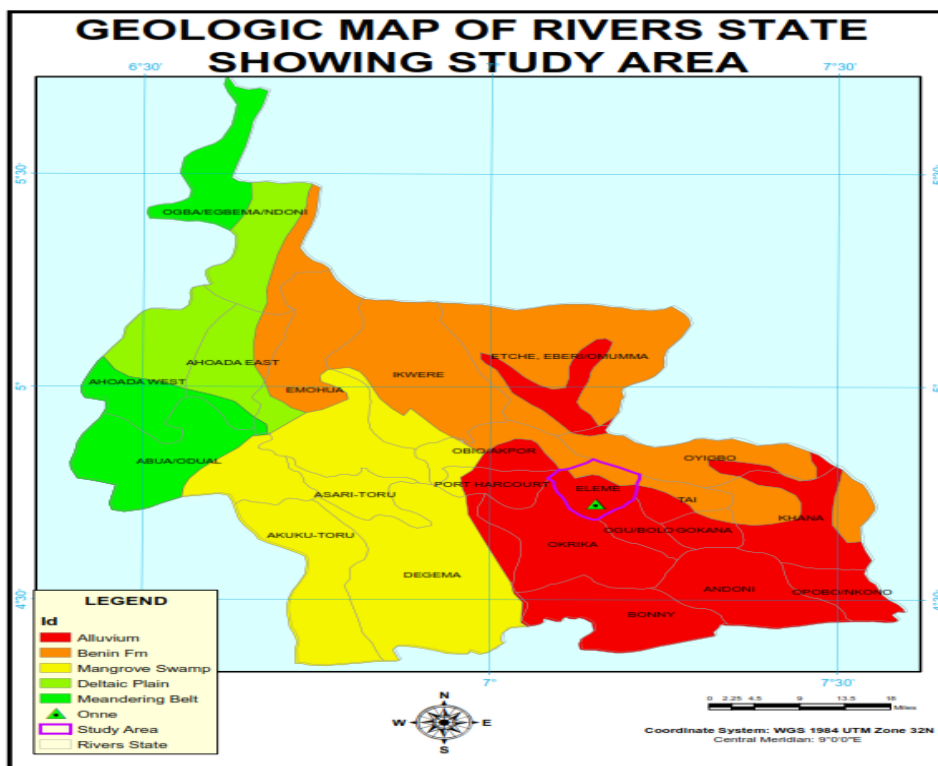 GEOLOGIC MAP OF RIVERS STATE
SHOWING STUDY AREA
6°30'
7°
7°30'
5°30'
OGBA/EGBEMA/NDONI
ETCHE, EBERI/OMUMMA
AHOADA EAST
IKWERE
AHOADA WEST
EMOHUA
5°
OBIO/AKPOR
OYIGBO
ABUA/ODUAL
PORT HARCOURT
ELEME
ASARI-TORU
TAI
KHANA
AKUKU-TORU
OGU/BOLO-GOKANA
OKRIKA
DEGEMA
ANDONI
OPOBO/NKONO
BONNY
4°30'
LEGEND
Id
Alluvium
Benin Fm
Mangrove Swamp
Deltaic Plain
Meandering Belt
Onne
Study Area
Rivers State
7°
7°30'
N
W E
S
0 2.25 4.5 9 13.5 18
Miles
Coordinate System: WGS 1984 UTM Zone 32N
Central Meridian: 9°0'0"E